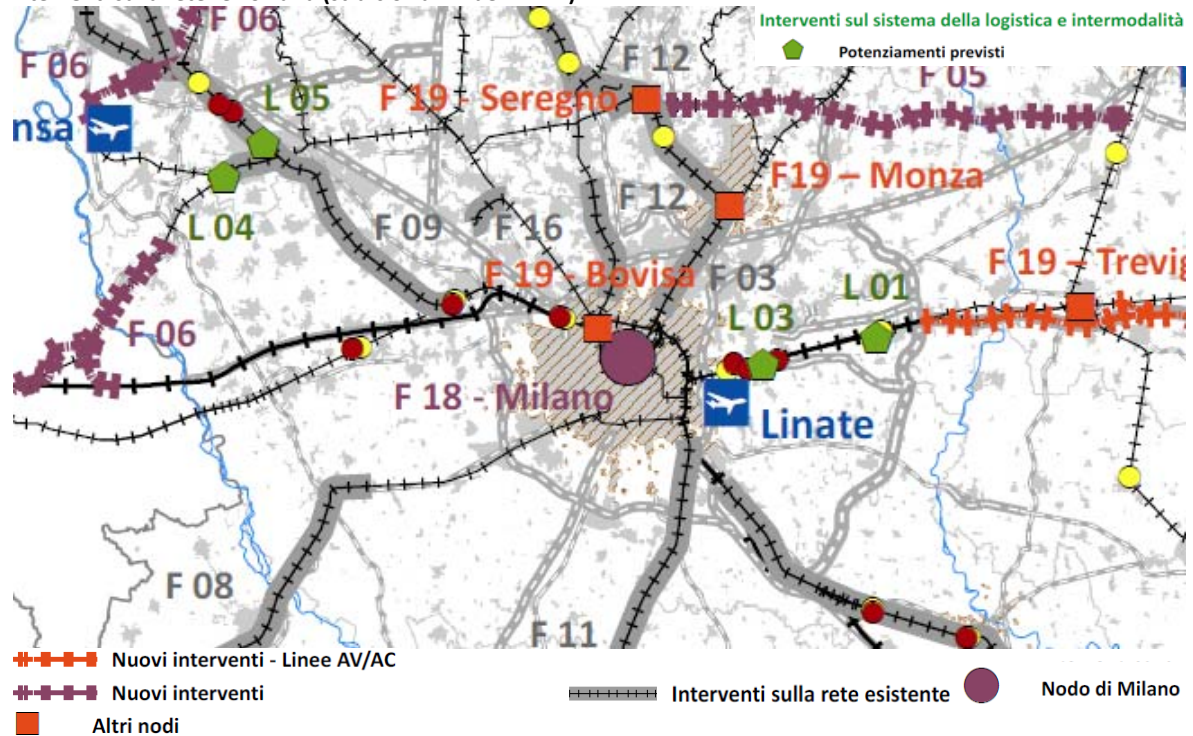 Interventi sul sistema della logistica e intermodalità
Potenziamenti previsti
F 06
F 06
F 12
F 05
L 05
F 19 - Seregno
nsa
F 12
F19 – Monza
L 04
F 09
F 16
F 19 - Bovisa
F 03
L 01
F 19 – Trevig
L 03
F 06
F 18 - Milano
Linate
F 08
F 11
Nuovi interventi - Linee AV/AC
Nuovi interventi
Interventi sulla rete esistente
Nodo di Milano
Altri nodi